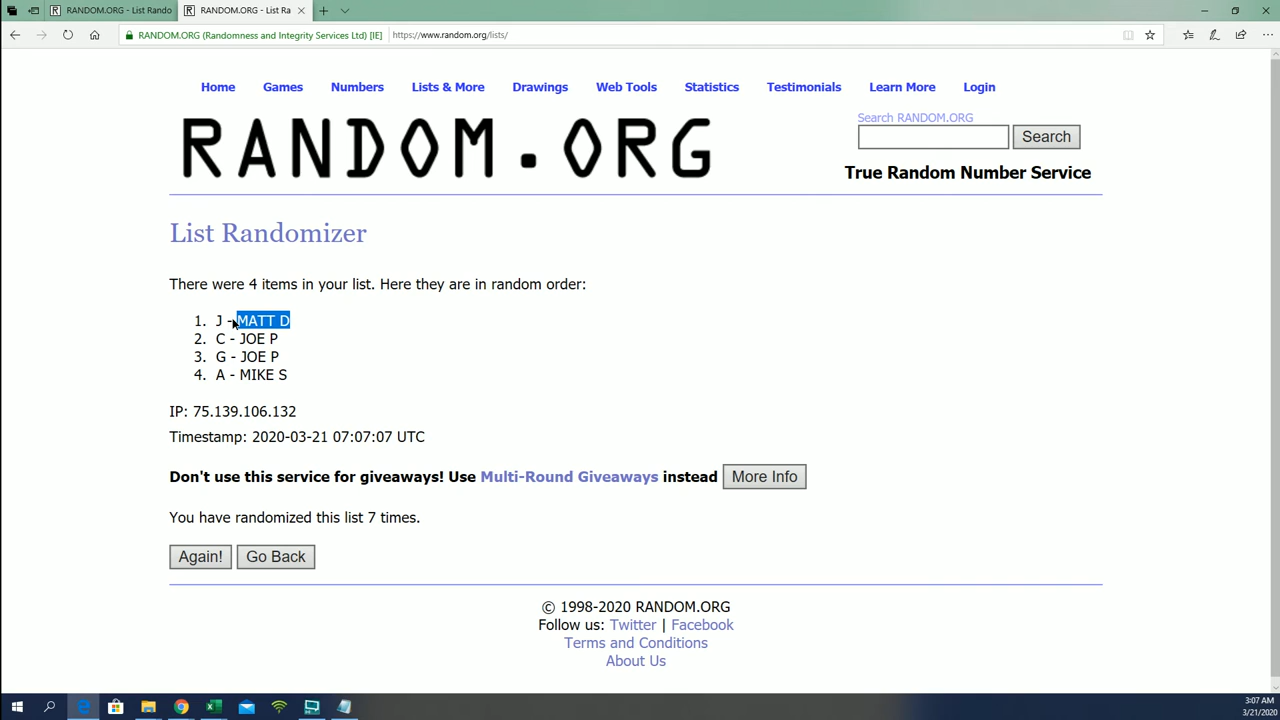 RANDOM.ORG - List Rando
RANDOM.ORG - List Ra
RANDOM.ORG (Randomness and Integrity Services Ltd) [IE]
https://www.random.org/lists/
Home Games Numbers Lists & More Drawings Web Tools Statistics Testimonials Learn More Login
RANDOM.ORG
Search RANDOM.ORG
Search
True Random Number Service
List Randomizer
There were 4 items in your list. Here they are in random order:
1. J - MATT D
2. C - JOE P
3. G - JOE P
4. A - MIKE S
IP: 75.139.106.132
Timestamp: 2020-03-21 07:07:07 UTC
Don't use this service for giveaways! Use Multi-Round Giveaways instead More Info
You have randomized this list 7 times.
Again! Go Back
© 1998-2020 RANDOM.ORG
Follow us: Twitter | Facebook
Terms and Conditions
About Us
3:07 AM
3/21/2020